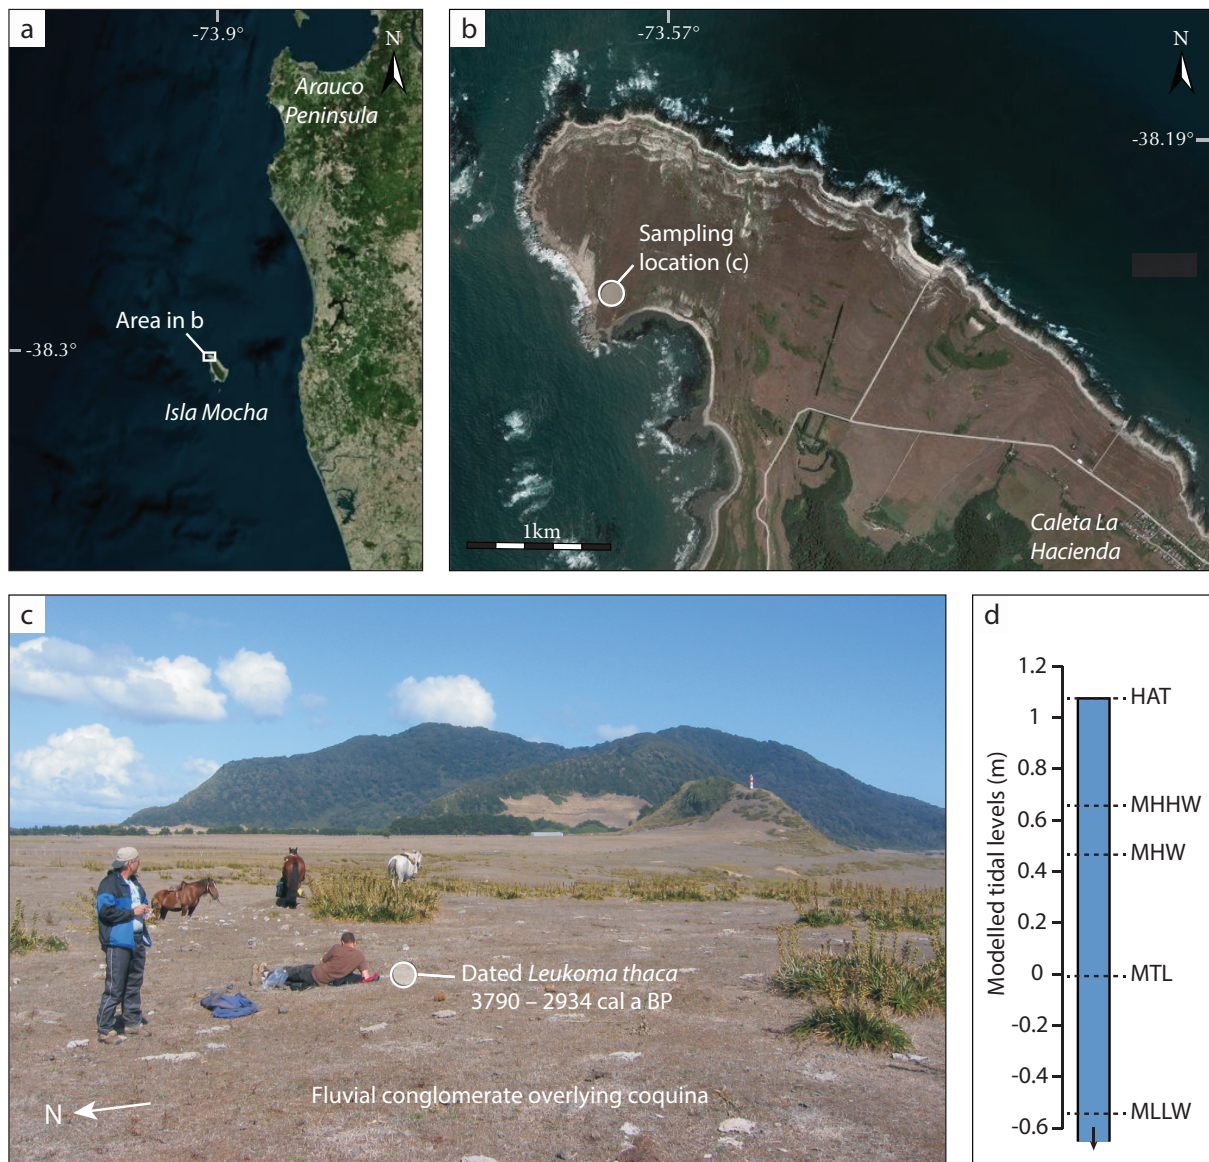 a
-73.9°
N
Arauco
Peninsula
Area in b
-38.3°
Isla Mocha
b
-73.57°
N
-38.19°
Sampling
location (c)
1km
Caleta La
Hacienda
c
Dated Leukoma thaca
3790 – 2934 cal a BP
Fluvial conglomerate overlying coquina
N
d
Modelled tidal levels (m)
1.2
1
0.8
0.6
0.4
0.2
0
-0.2
-0.4
-0.6
HAT
MHHW
MHW
MTL
MLLW